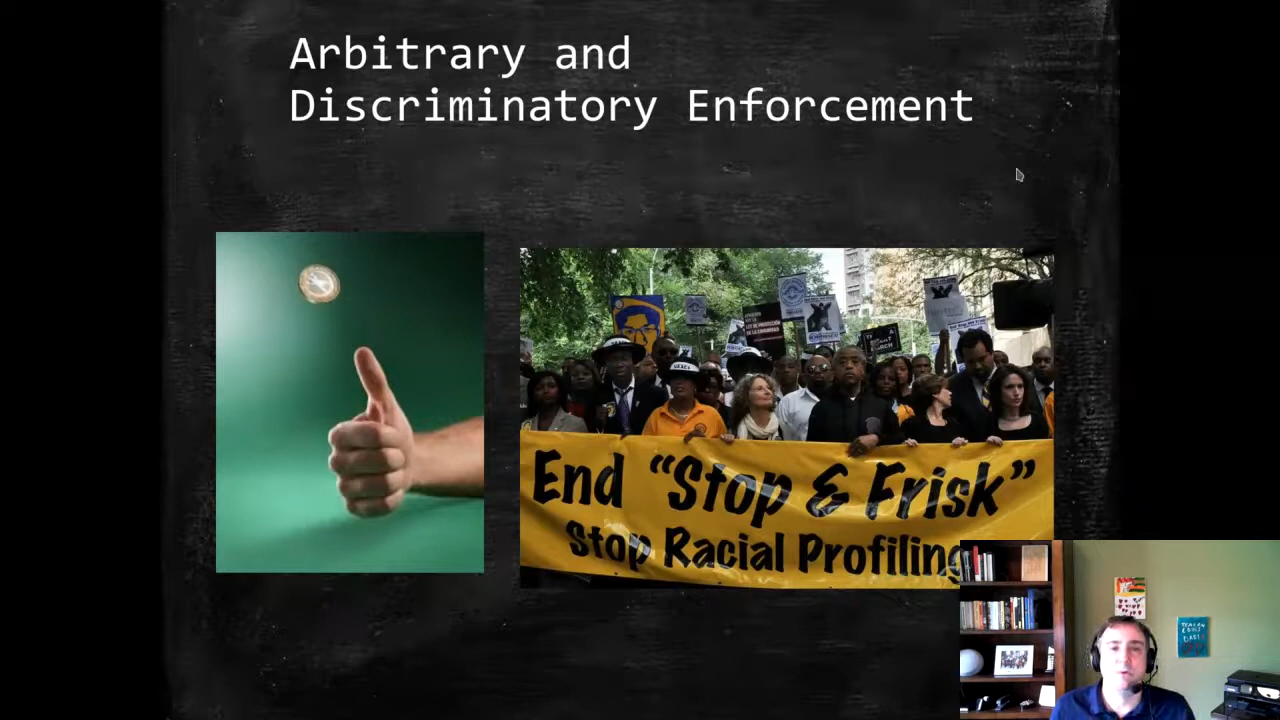 Arbitrary and
Discriminatory Enforcement
End “Stop & Frisk”
Stop Racial Profiling